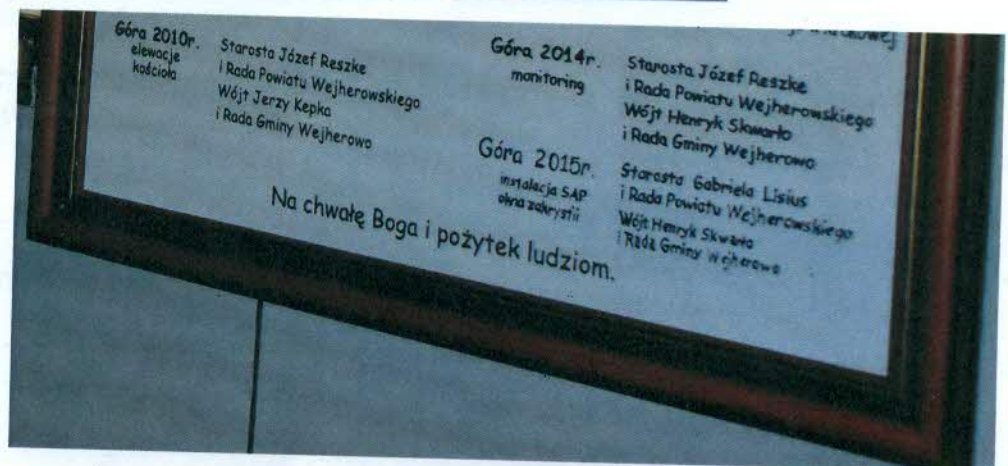 Góra 2010r.
elewacje
kościoła
Starosta Józef Reszke
i Rada Powiatu Wejherowskiego
Wójt Jerzy Kepka
i Rada Gminy Wejherowo
Góra 2014r.
monitoring
Starosta Józef Reszke
i Rada Powiatu Wejherowskiego
Wójt Henryk Skwarło
i Rada Gminy Wejherowo
Góra 2015r.
instalacja SAP
okna zakrystii
Starosta Gabriela Lisius
i Rada Powiatu Wejherowskiego
Wójt Henryk Skwarło
i Rada Gminy Wejherowo
Na chwałę Boga i pożytek ludziom.